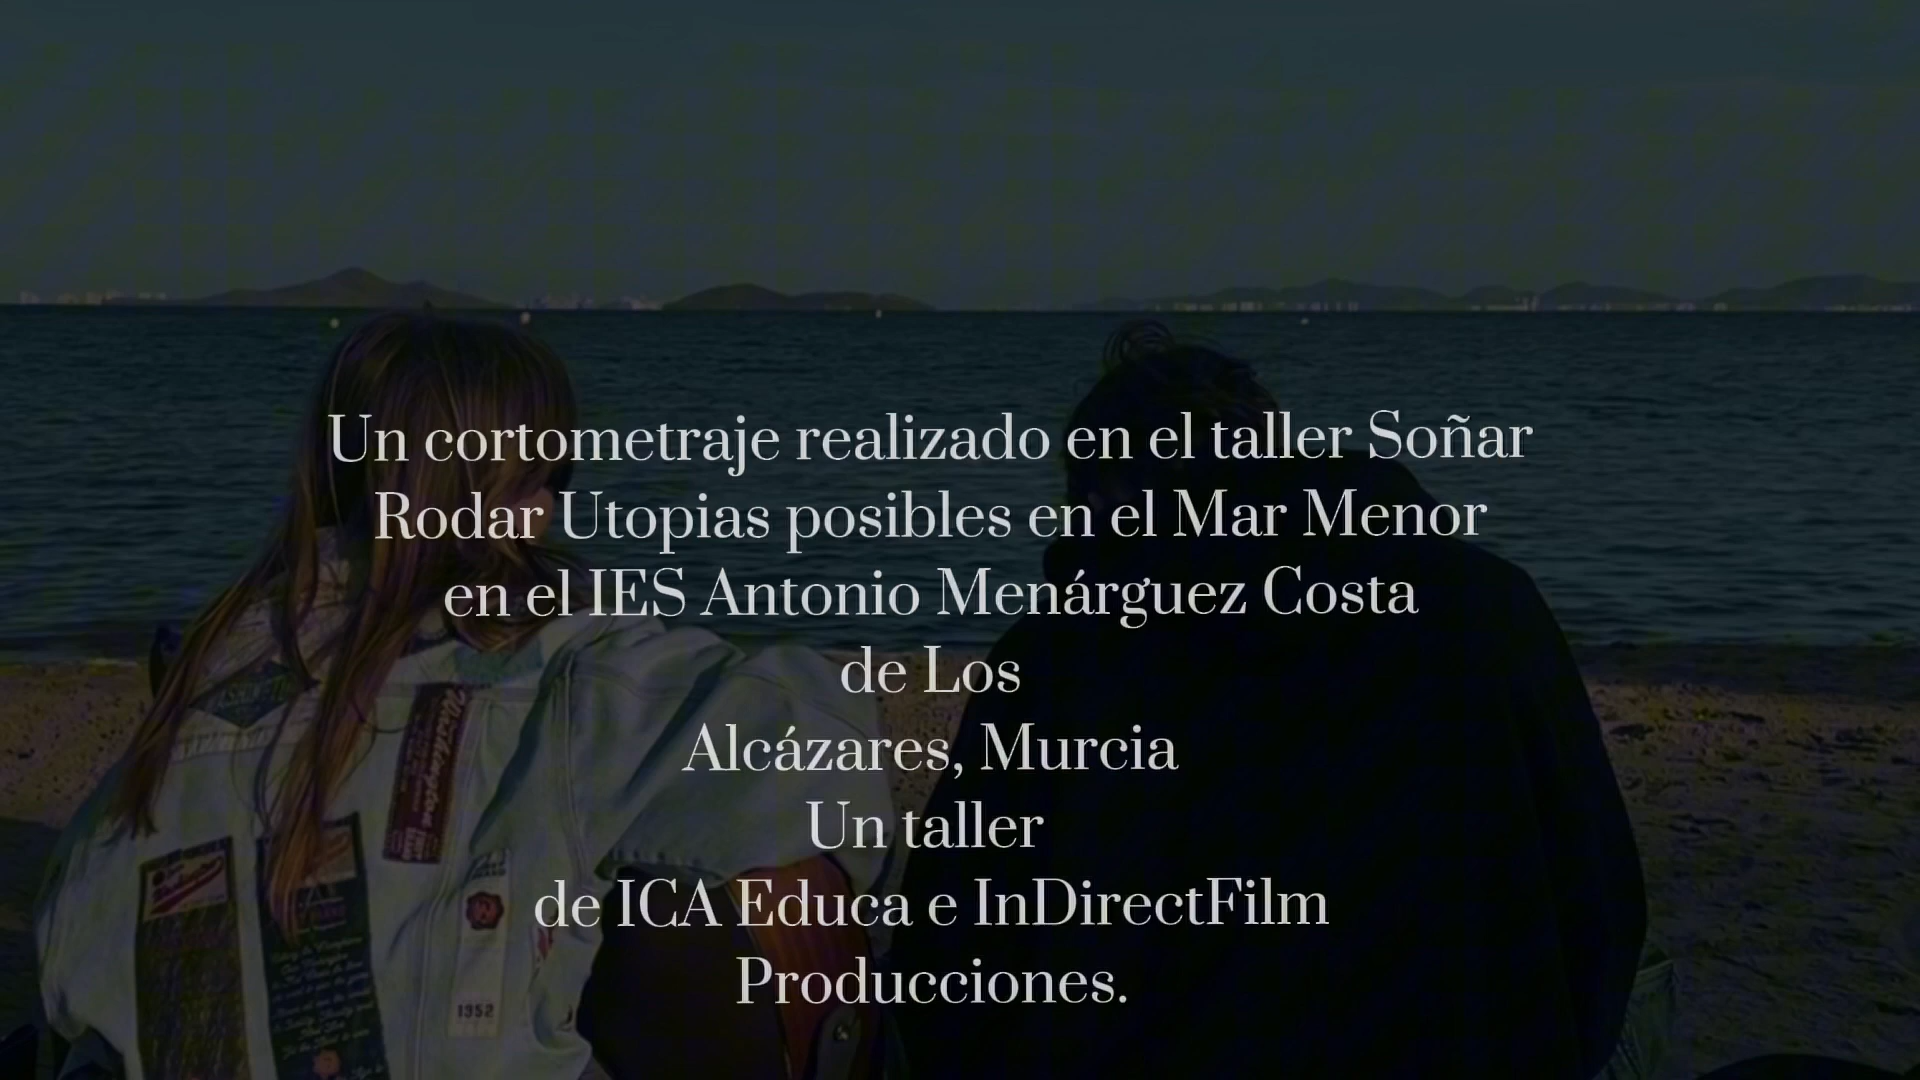 Un cortometraje realizado en el taller Soñar
Rodar Utopias posibles en el Mar Menor
en el IES Antonio Menárguez Costa
de Los
Alcázares, Murcia
Un taller
de ICA Educa e InDirectFilm
Producciones.
1952